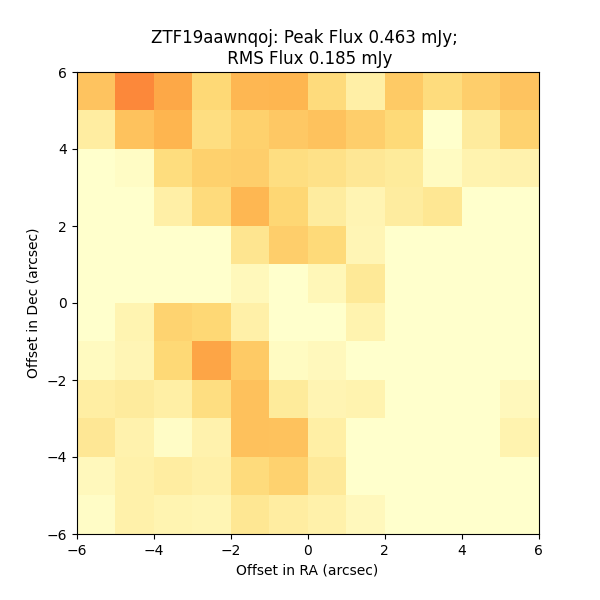 ZTF19aawnqoj: Peak Flux 0.463 mJy;
RMS Flux 0.185 mJy
6
4
2
0
−2
−4
−6
Offset in Dec (arcsec)
−6 −4 −2 0 2 4 6
Offset in RA (arcsec)